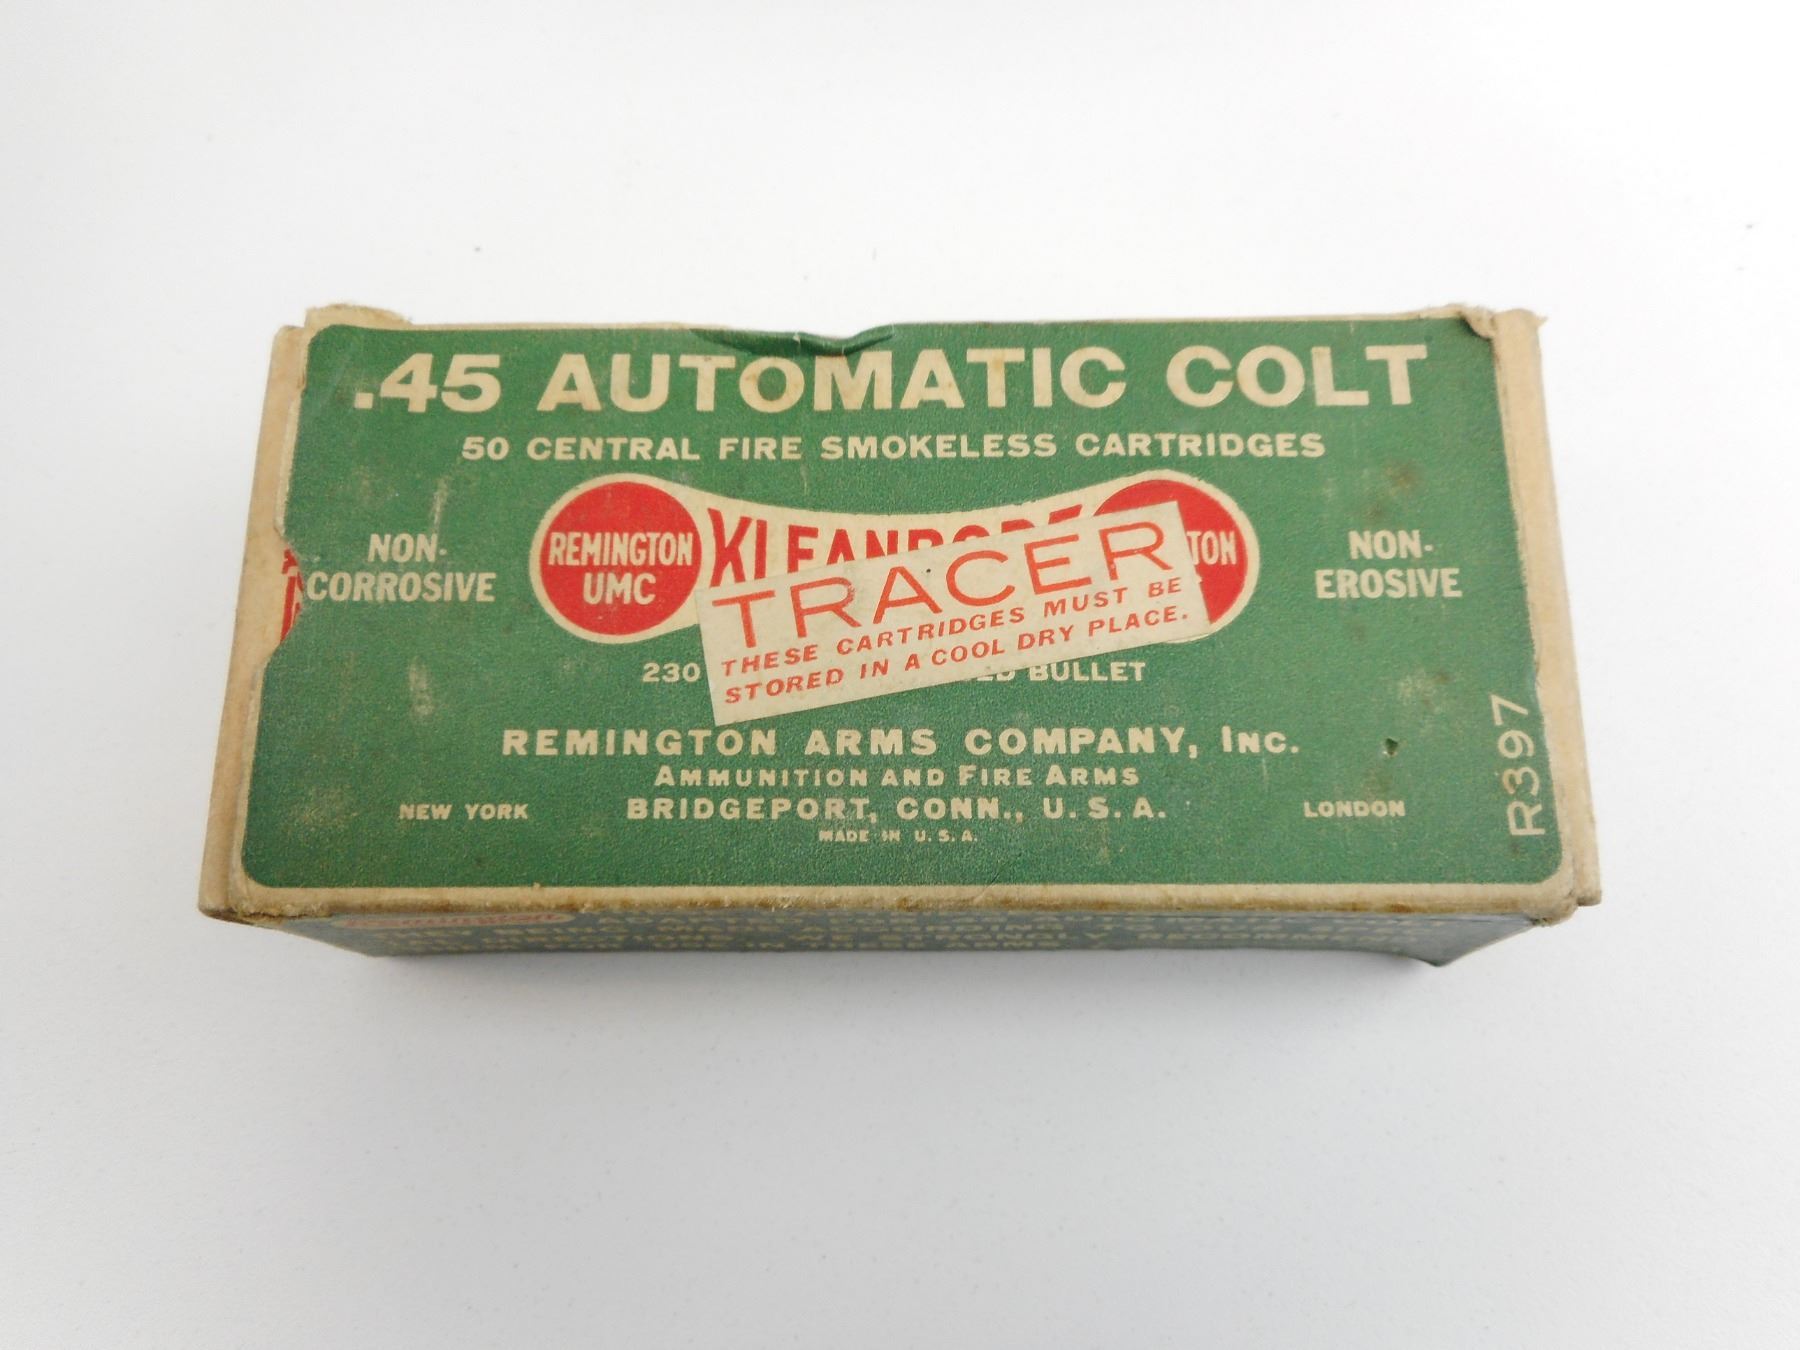 .45 AUTOMATIC COLT
50 CENTRAL FIRE SMOKELESS CARTRIDGES
NON-
CORROSIVE
REMINGTON
UMC
TRACER
THESE CARTRIDGES MUST BE
STORED IN A COOL DRY PLACE.
NON-
EROSIVE
230 BULLET
REMINGTON ARMS COMPANY, INC.
AMMUNITION AND FIRE ARMS
NEW YORK BRIDGEPORT, CONN., U.S.A. LONDON
MADE IN U.S.A.
R397